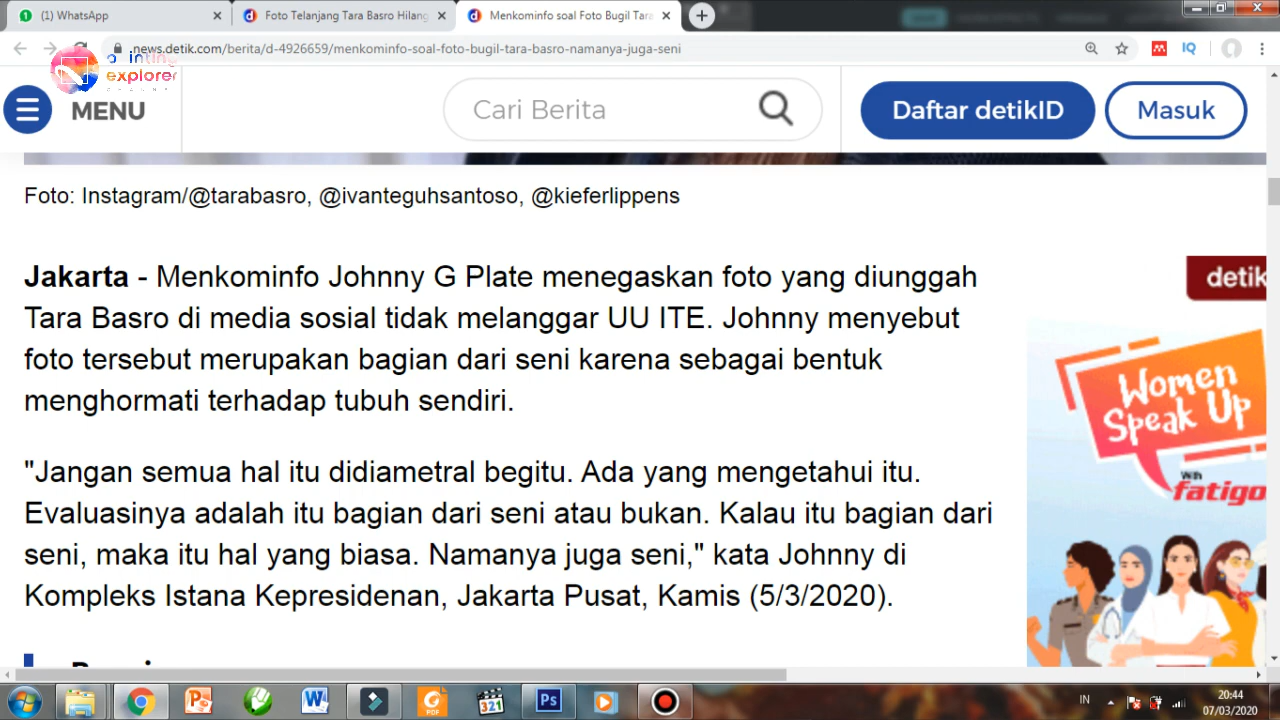 (1) WhatsApp
Foto Telanjang Tara Basro Hilang
Menkominfo soal Foto Bugil Tara
news.detik.com/berita/d-4926659/menkominfo-soal-foto-bugil-tara-basro-namanya-juga-seni
IQ
explorer
MENU
Cari Berita
Daftar detikID
Masuk
Foto: Instagram/@tarabasro, @ivanteguhsantoso, @kieferlippens
Jakarta - Menkominfo Johnny G Plate menegaskan foto yang diunggah
Tara Basro di media sosial tidak melanggar UU ITE. Johnny menyebut
foto tersebut merupakan bagian dari seni karena sebagai bentuk
menghormati terhadap tubuh sendiri.
"Jangan semua hal itu didiametral begitu. Ada yang mengetahui itu.
Evaluasinya adalah itu bagian dari seni atau bukan. Kalau itu bagian dari
seni, maka itu hal yang biasa. Namanya juga seni," kata Johnny di
Kompleks Istana Kepresidenan, Jakarta Pusat, Kamis (5/3/2020).
detik
Women
Speak Up
With
fatigo
IN
20:44
07/03/2020